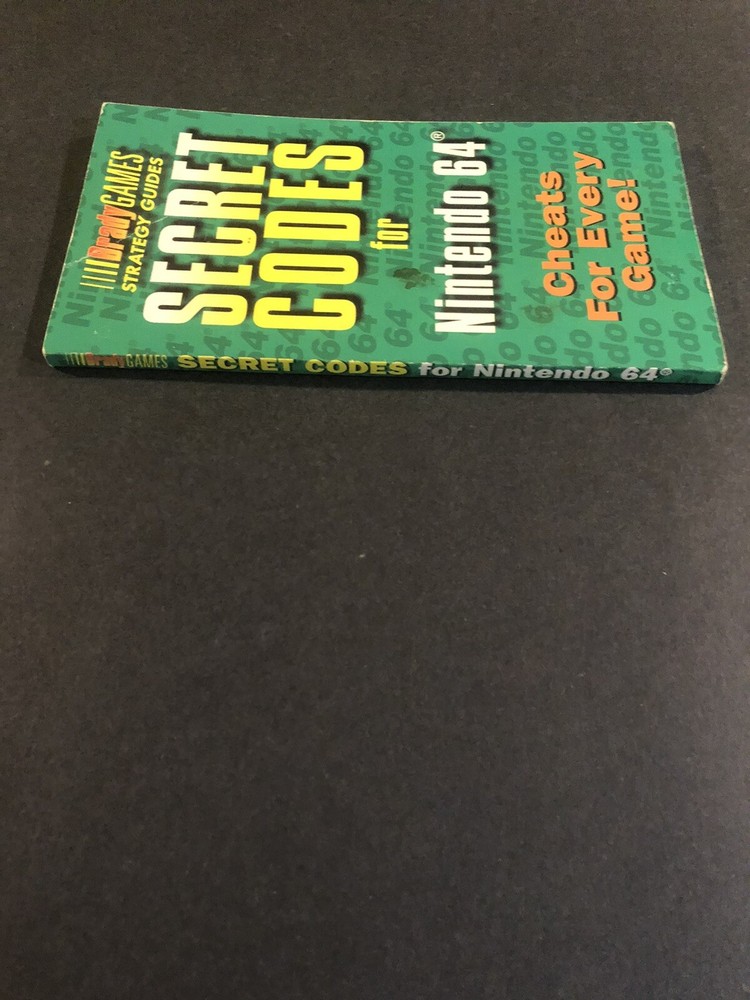 BradyGAMES
STRATEGY GUIDES
SECRET
CODES
for
Nintendo 64®
Cheats
For Every
Game!
BradyGAMES SECRET CODES for Nintendo 64®